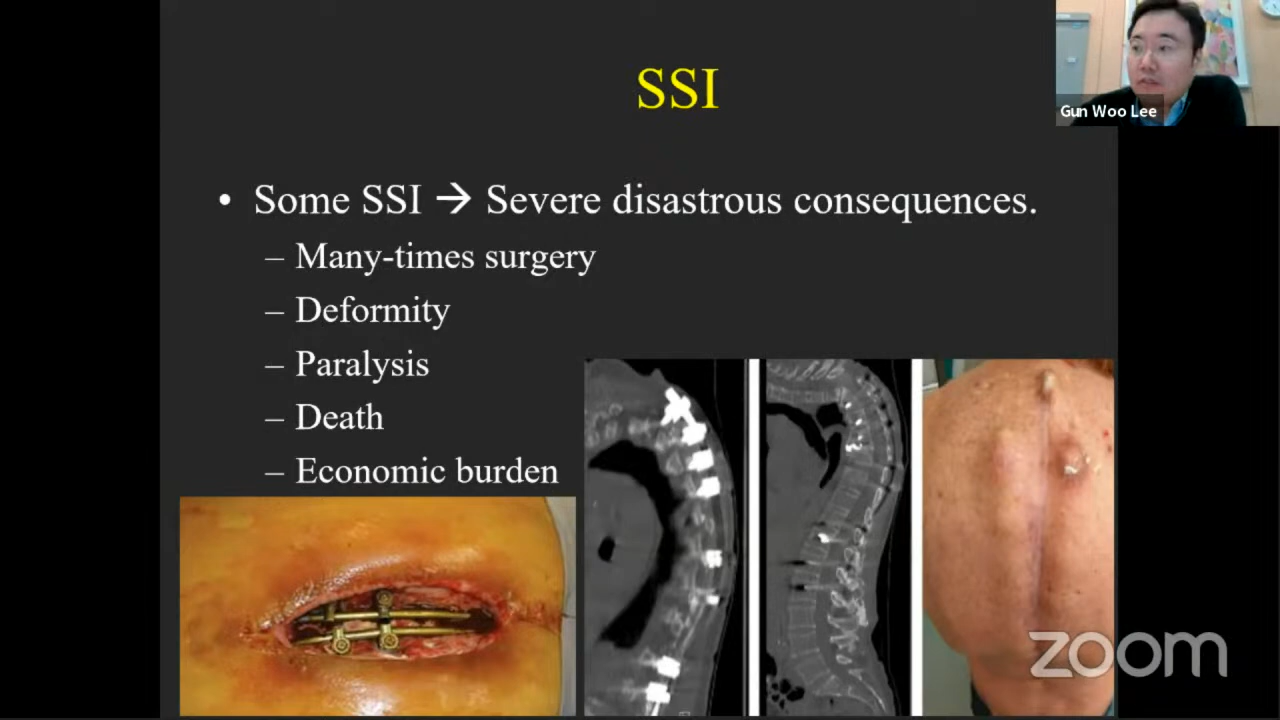 SSI
Gun Woo Lee
• Some SSI → Severe disastrous consequences.
– Many-times surgery
– Deformity
– Paralysis
– Death
– Economic burden
zoom